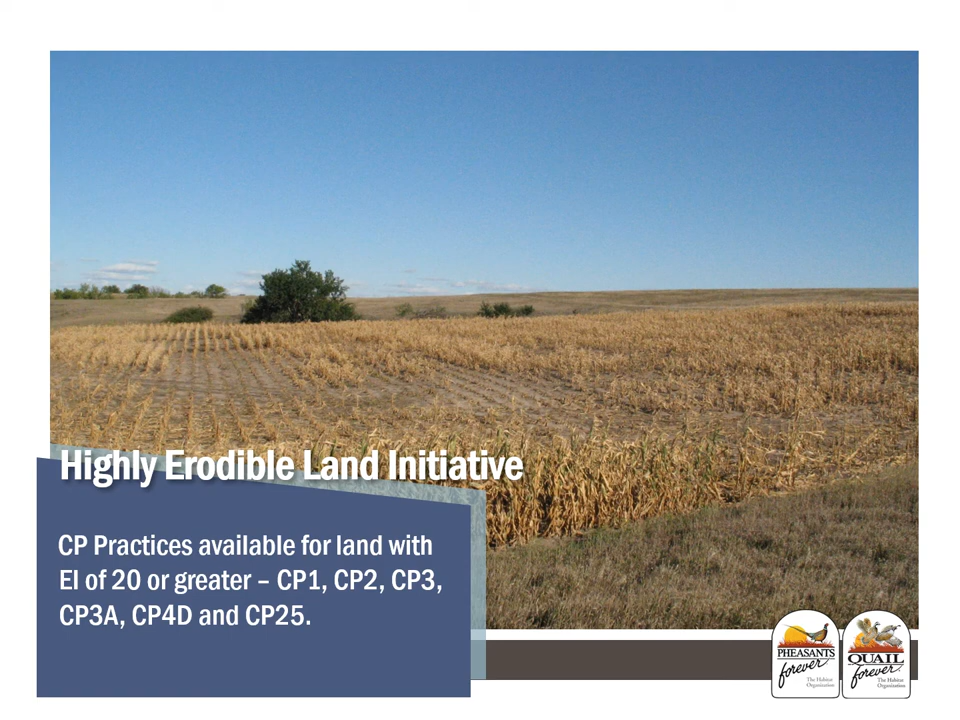 Highly Erodible Land Initiative
CP Practices available for land with
EI of 20 or greater – CP1, CP2, CP3,
CP3A, CP4D and CP25.
PHEASANTS
forever
The Habitat
Organization
QUAIL
forever
The Habitat
Organization